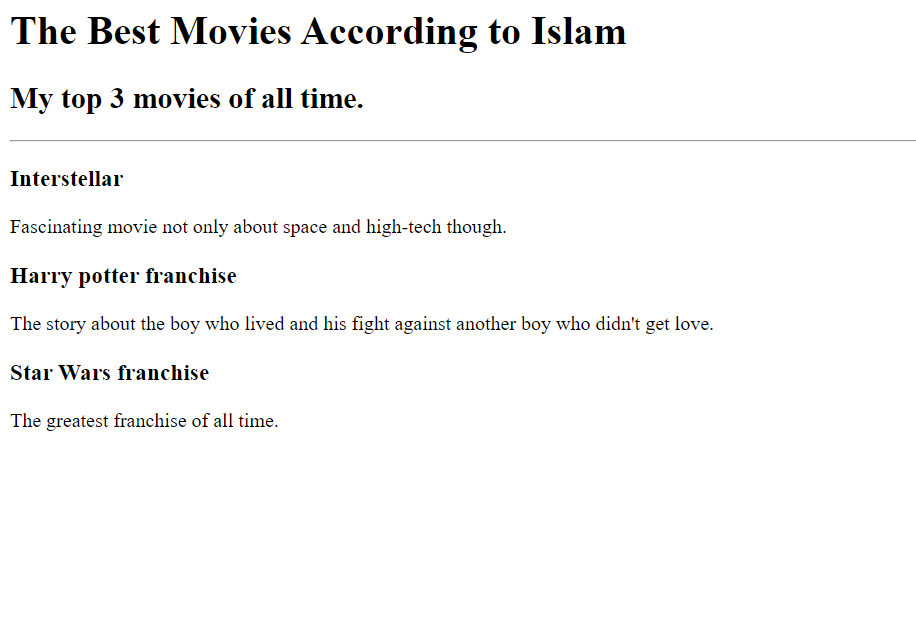 The Best Movies According to Islam
My top 3 movies of all time.
Interstellar
Fascinating movie not only about space and high-tech though.
Harry potter franchise
The story about the boy who lived and his fight against another boy who didn't get love.
Star Wars franchise
The greatest franchise of all time.